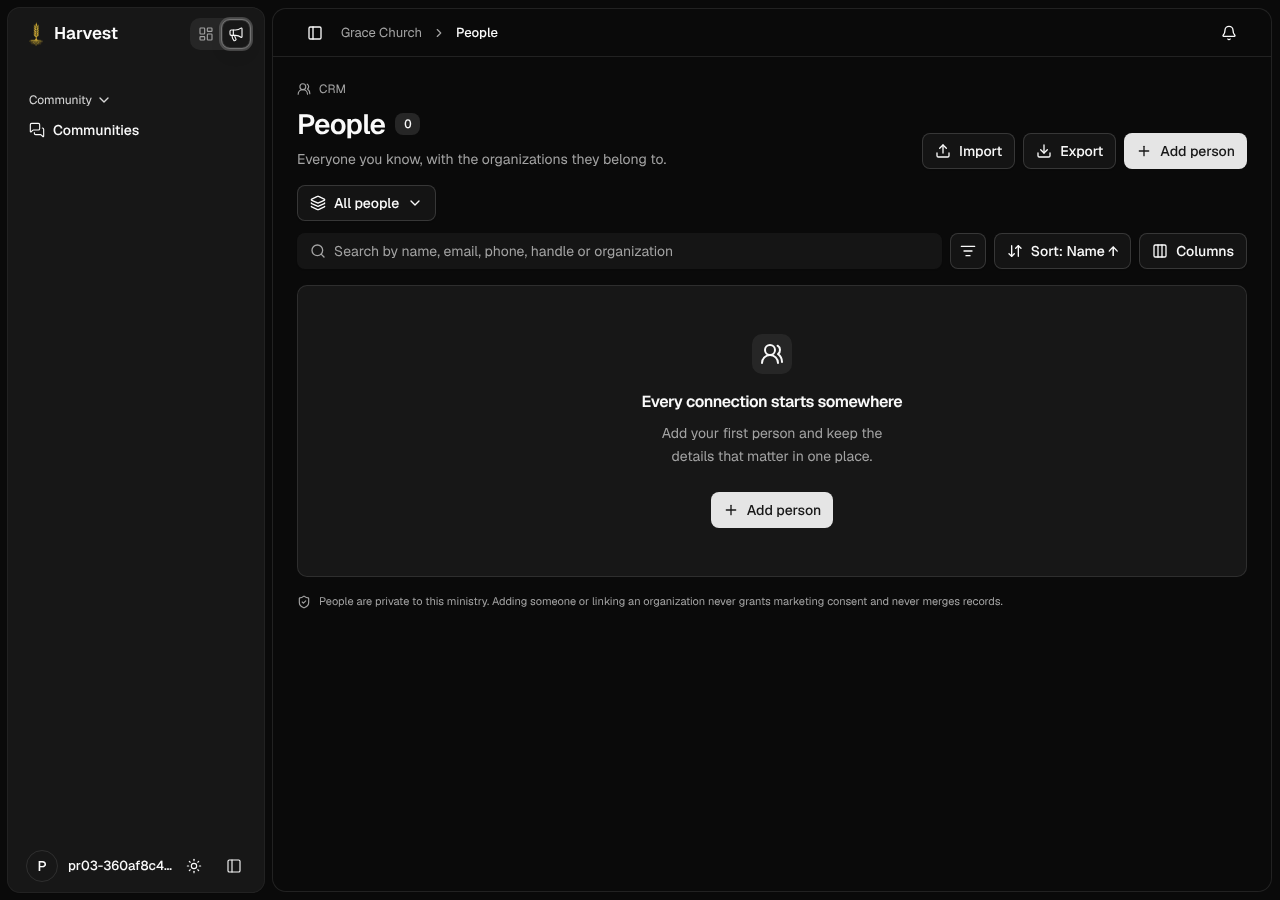 Harvest
Community
Communities
pr03-360af8c4...
P
Grace Church
People
CRM
People
0
Everyone you know, with the organizations they belong to.
Import
Export
Add person
All people
Search by name, email, phone, handle or organization
Sort: Name ↑
Columns
Every connection starts somewhere
Add your first person and keep the
details that matter in one place.
Add person
People are private to this ministry. Adding someone or linking an organization never grants marketing consent and never merges records.